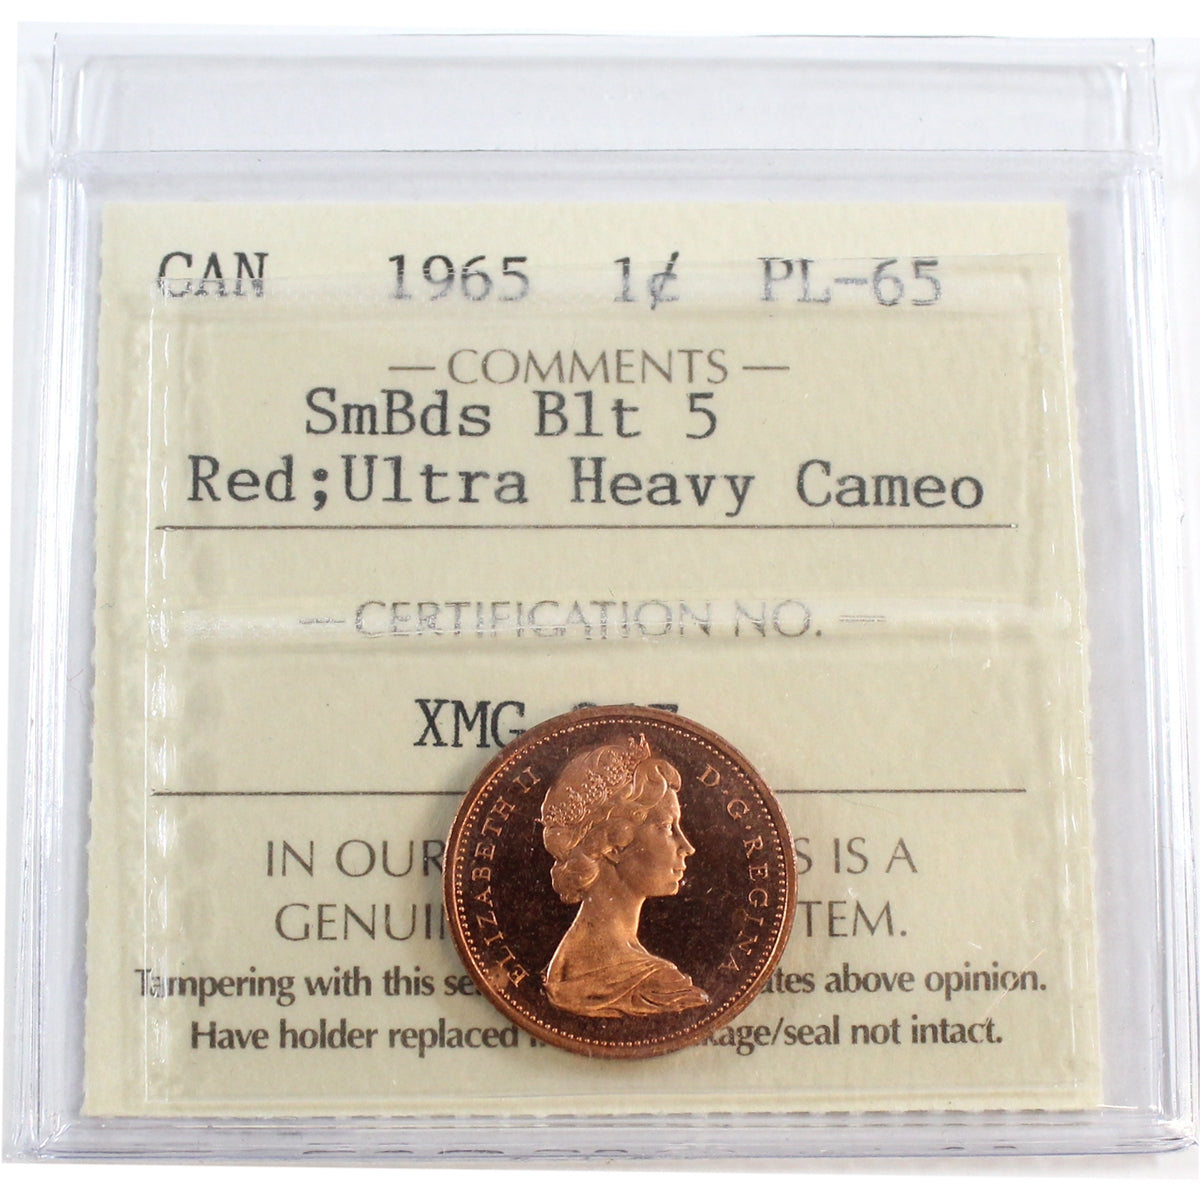 CAN 1965 1¢ PL-65
— COMMENTS —
SmBds Blt 5
Red;Ultra Heavy Cameo
— CERTIFICATION NO. —
XMG
ELIZABETH II D·G·REGINA
IN OUR S IS A
GENUI TEM.
Tampering with this se ates above opinion.
Have holder replaced kage/seal not intact.